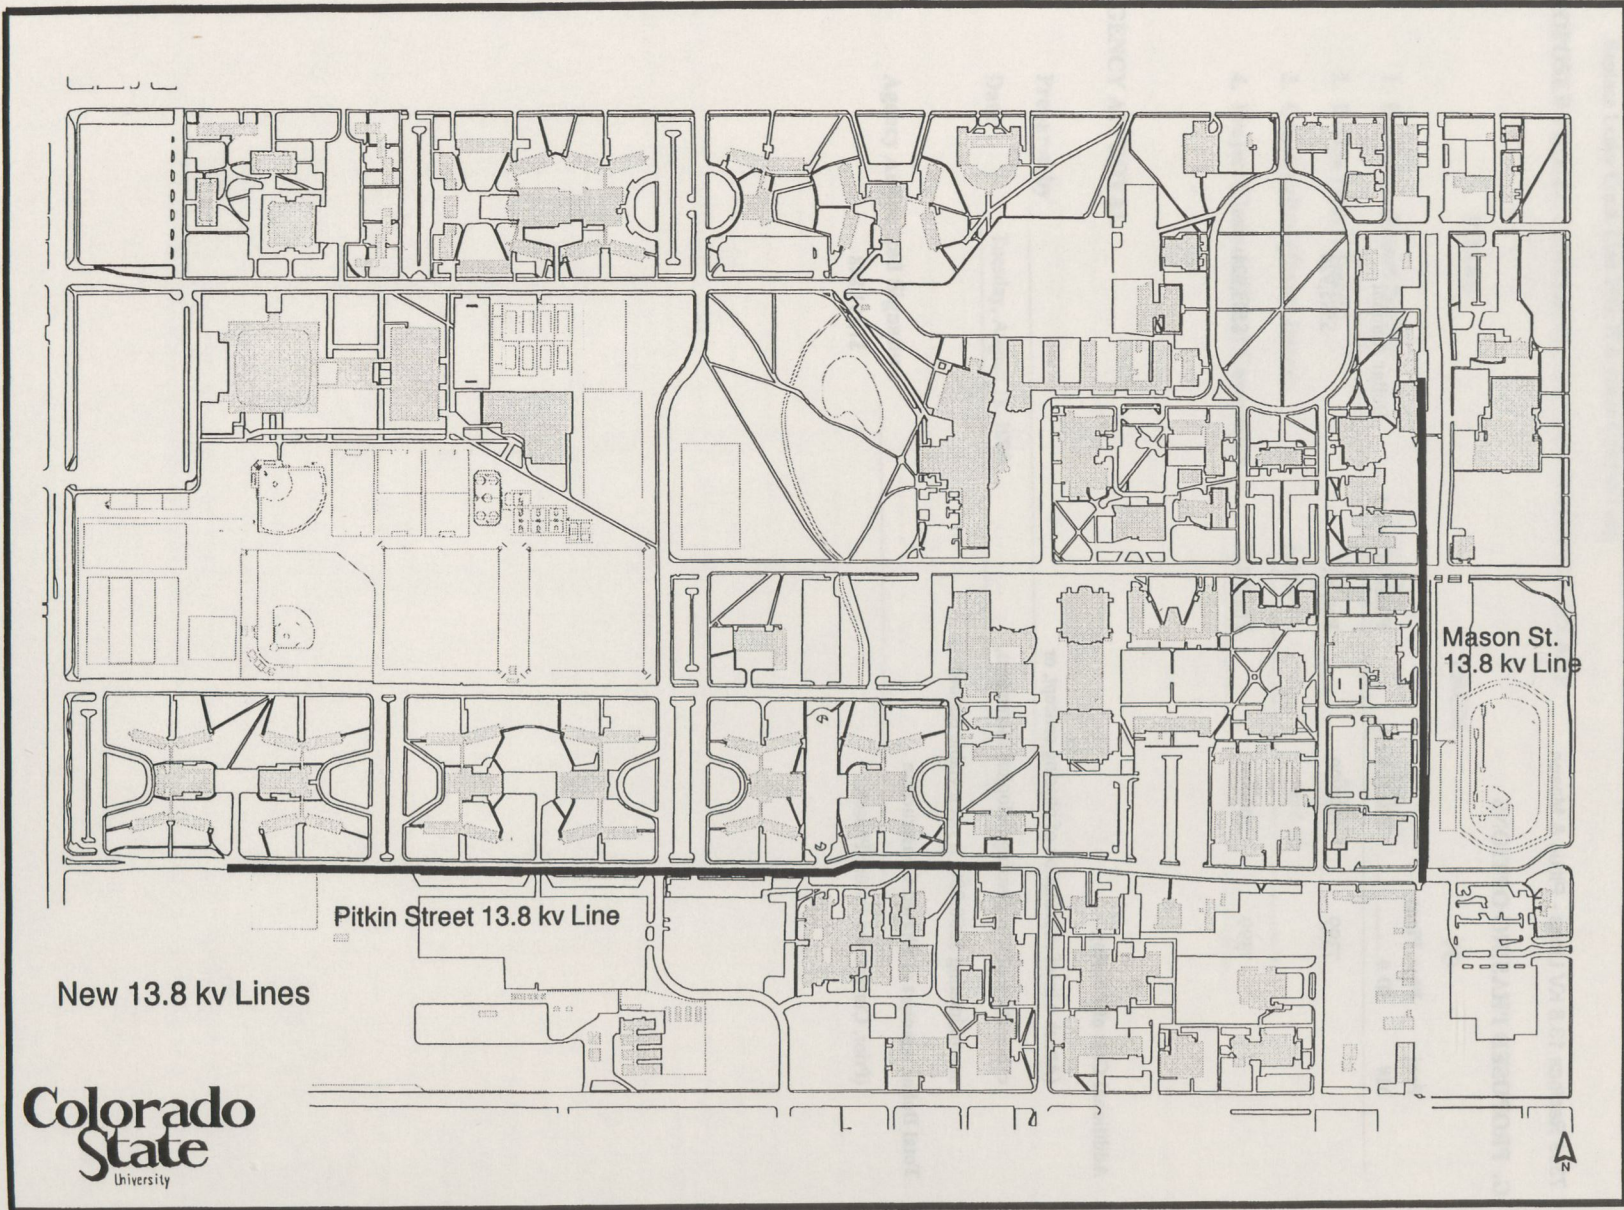 Mason St.
13.8 kv Line
Pitkin Street 13.8 kv Line
New 13.8 kv Lines
Colorado
State
University
N